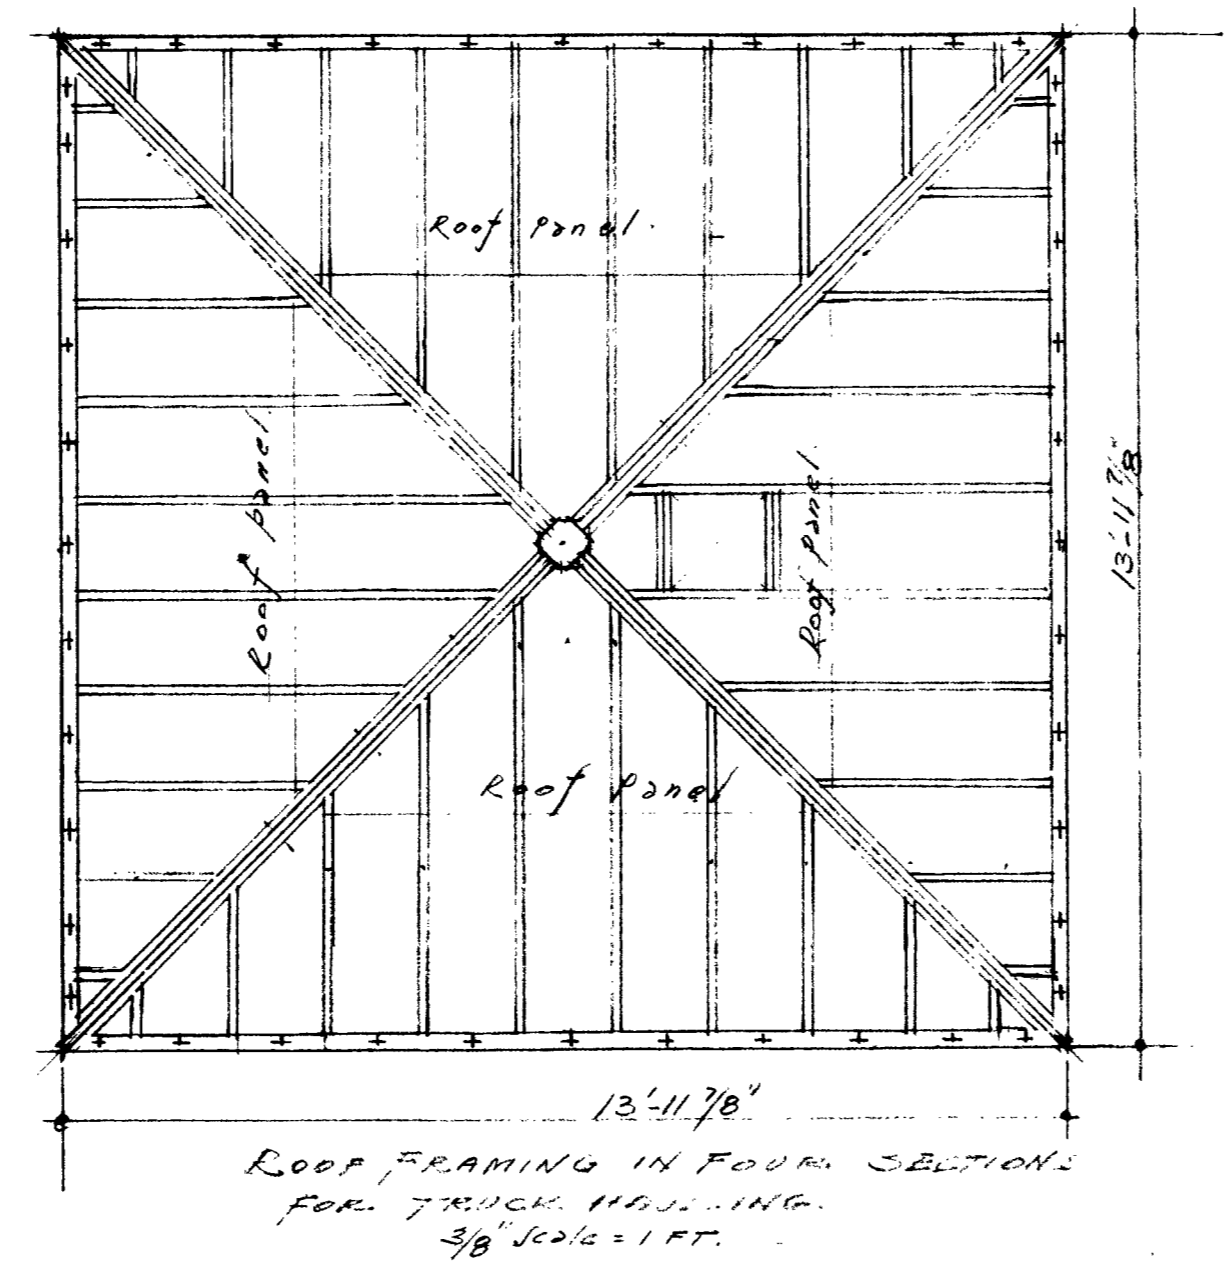 Roof Panel.
Roof Panel.
Roof Panel.
13'-11 7/8"
Roof Panel
13'-11 7/8"
ROOF FRAMING IN FOUR SECTIONS
FOR TRUCK HAULING.
3/8" Scale = 1 FT.